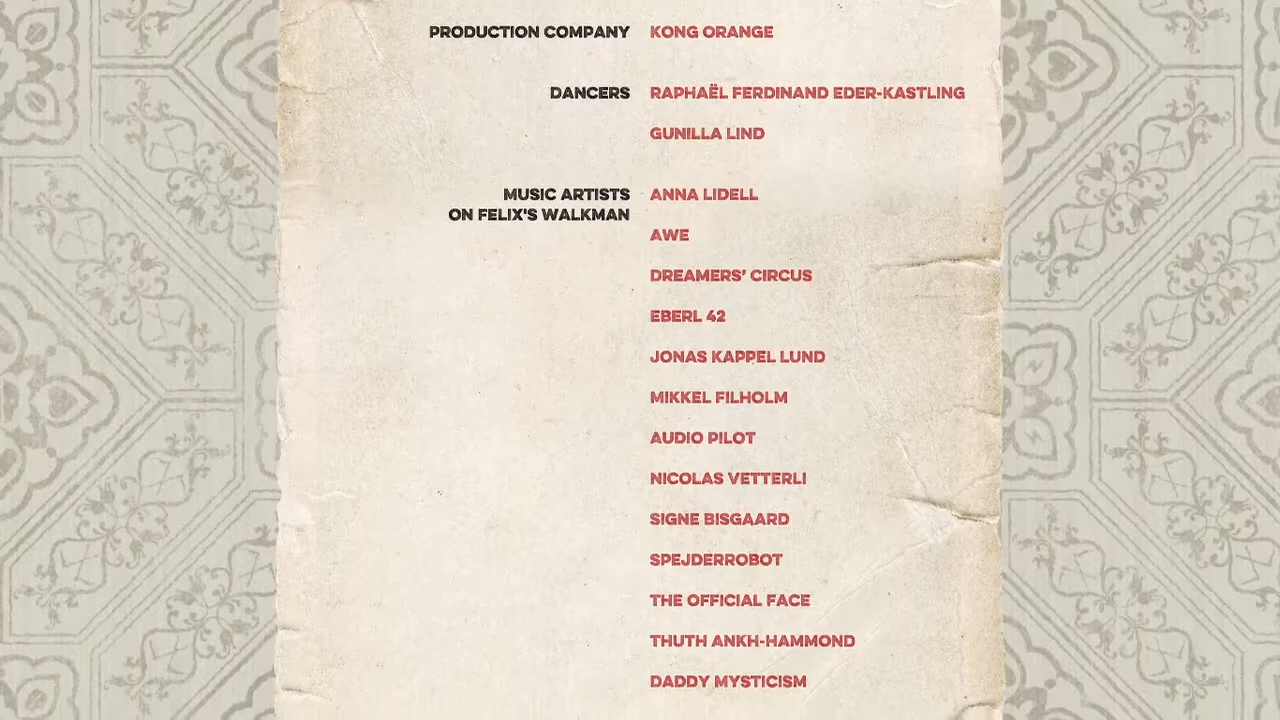 PRODUCTION COMPANY KONG ORANGE
DANCERS RAPHAËL FERDINAND EDER-KASTLING
GUNILLA LIND
MUSIC ARTISTS ANNA LIDELL
ON FELIX'S WALKMAN
AWE
DREAMERS' CIRCUS
EBERL 42
JONAS KAPPEL LUND
MIKKEL FILHOLM
AUDIO PILOT
NICOLAS VETTERLI
SIGNE BISGAARD
SPEJDERROBOT
THE OFFICIAL FACE
THUTH ANKH-HAMMOND
DADDY MYSTICISM